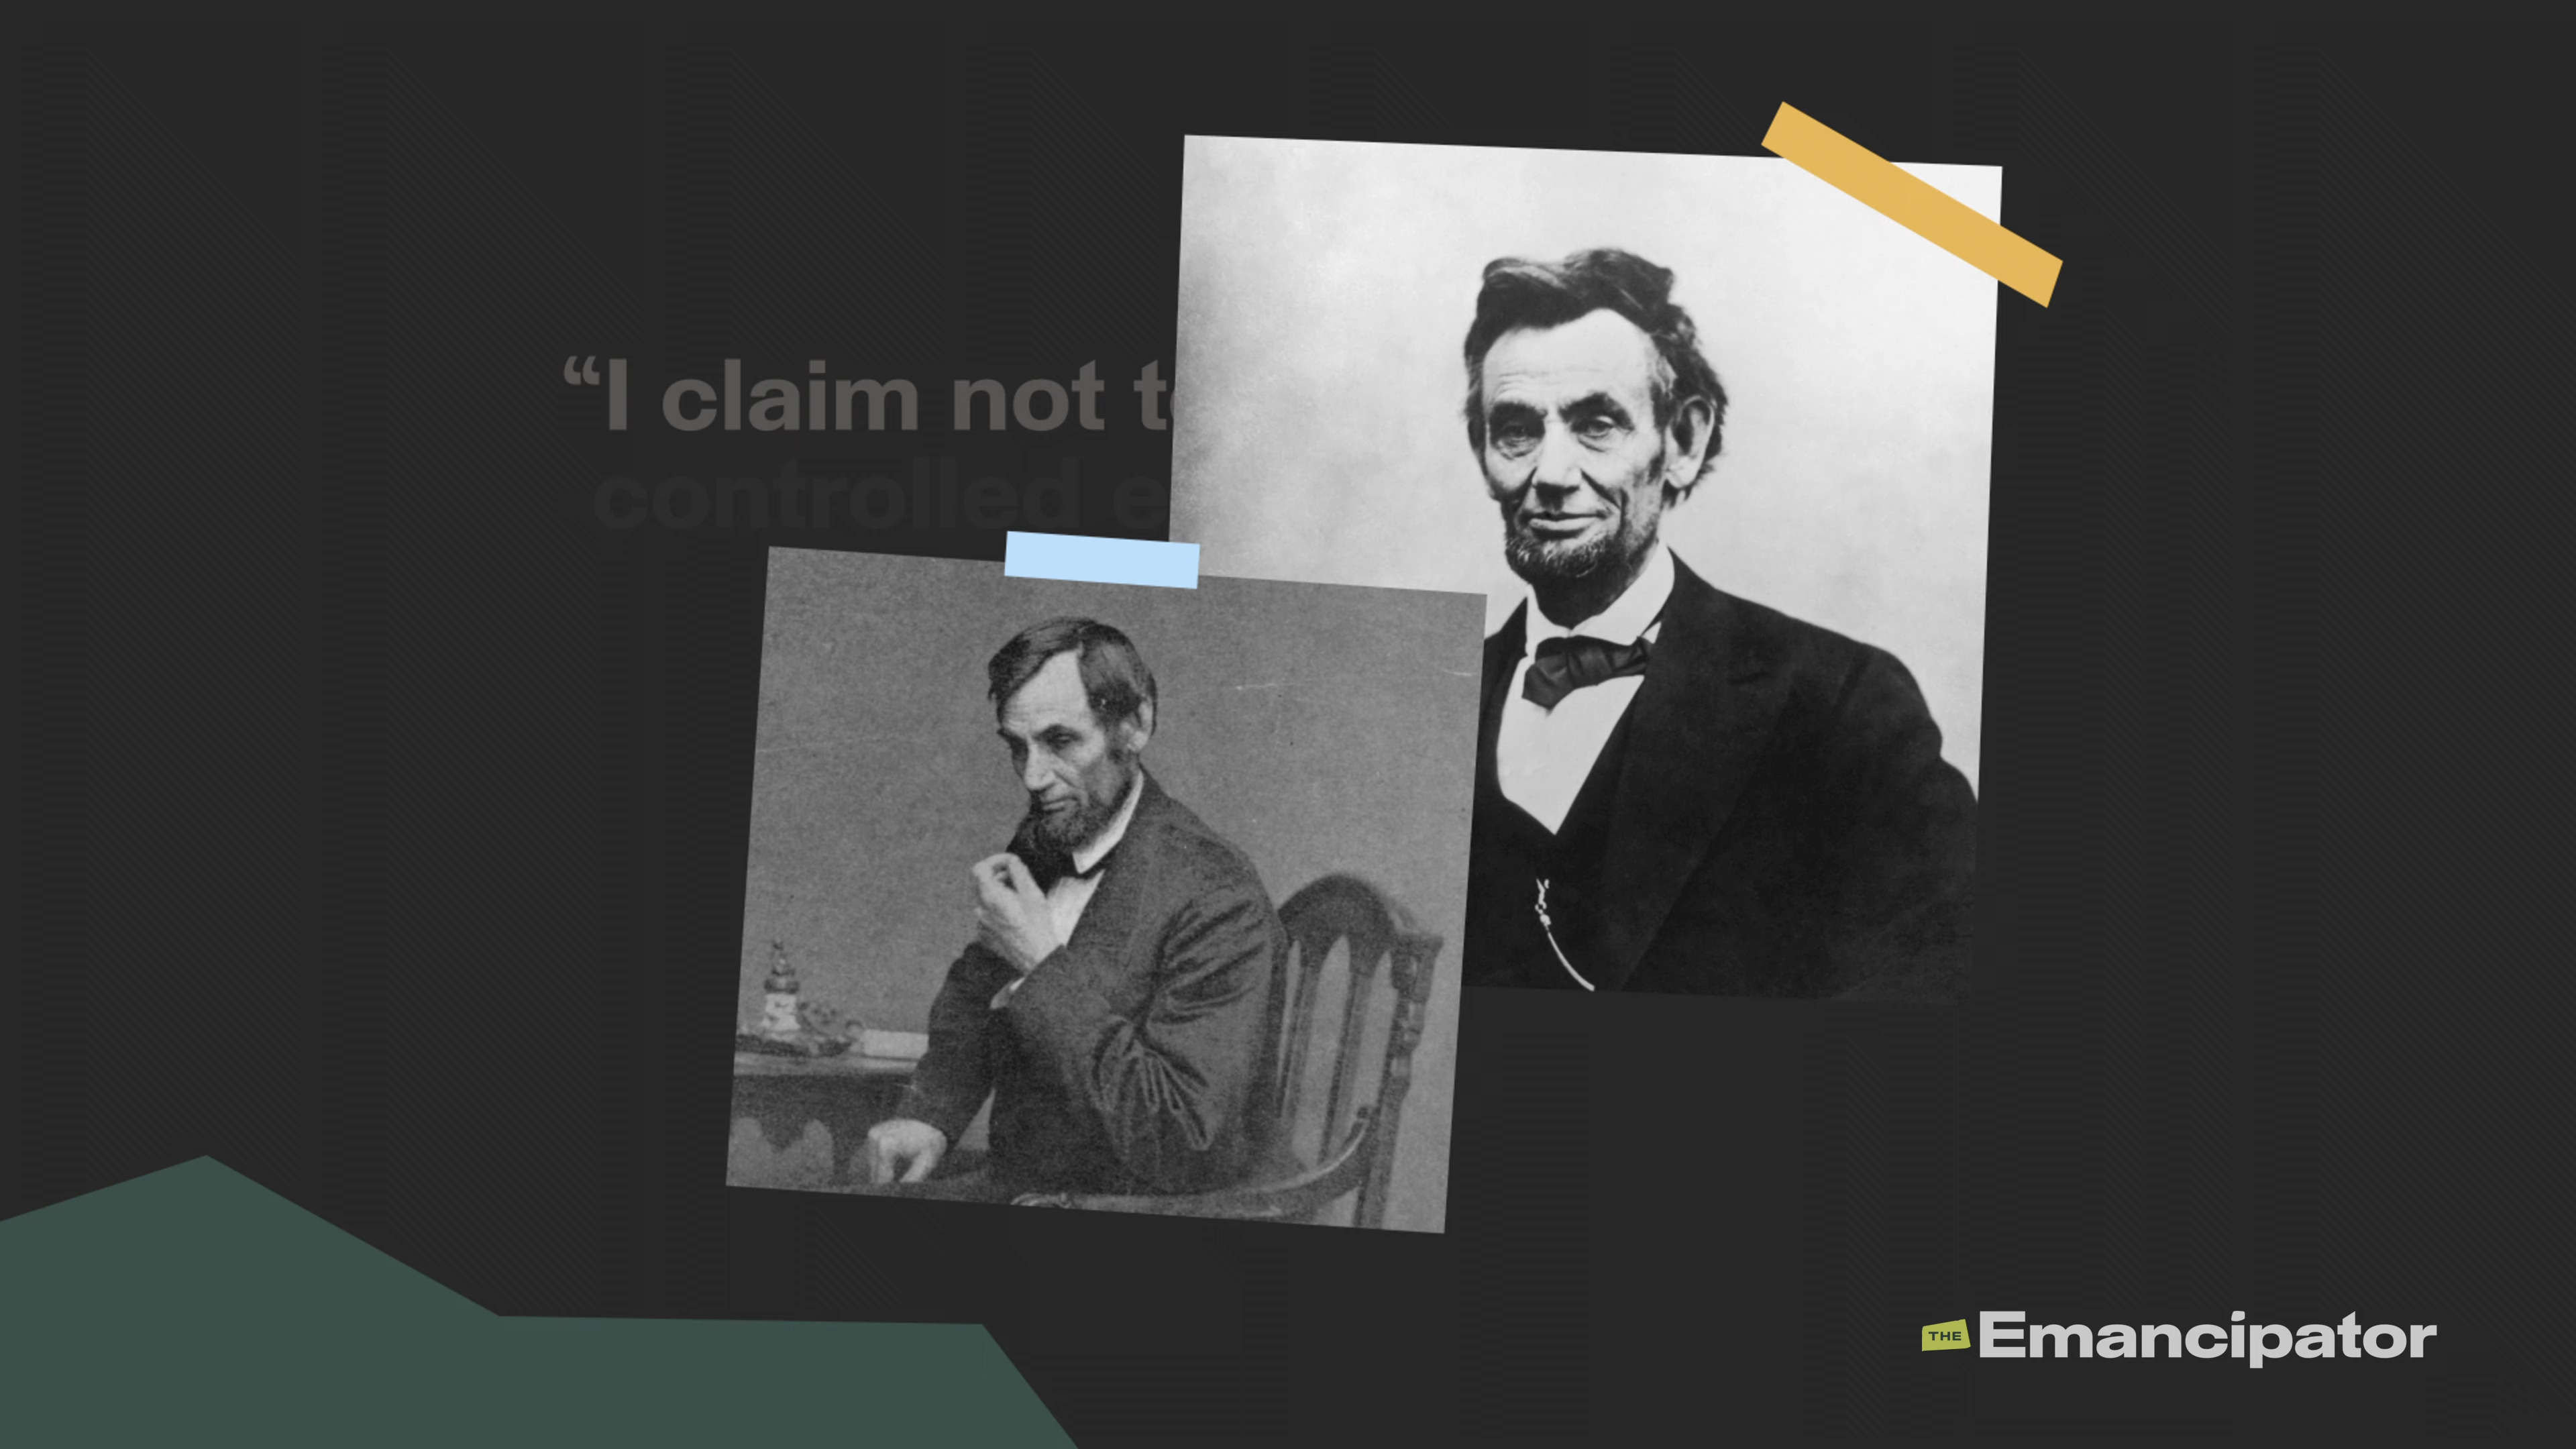 “I claim not t
controlled e
THE Emancipator